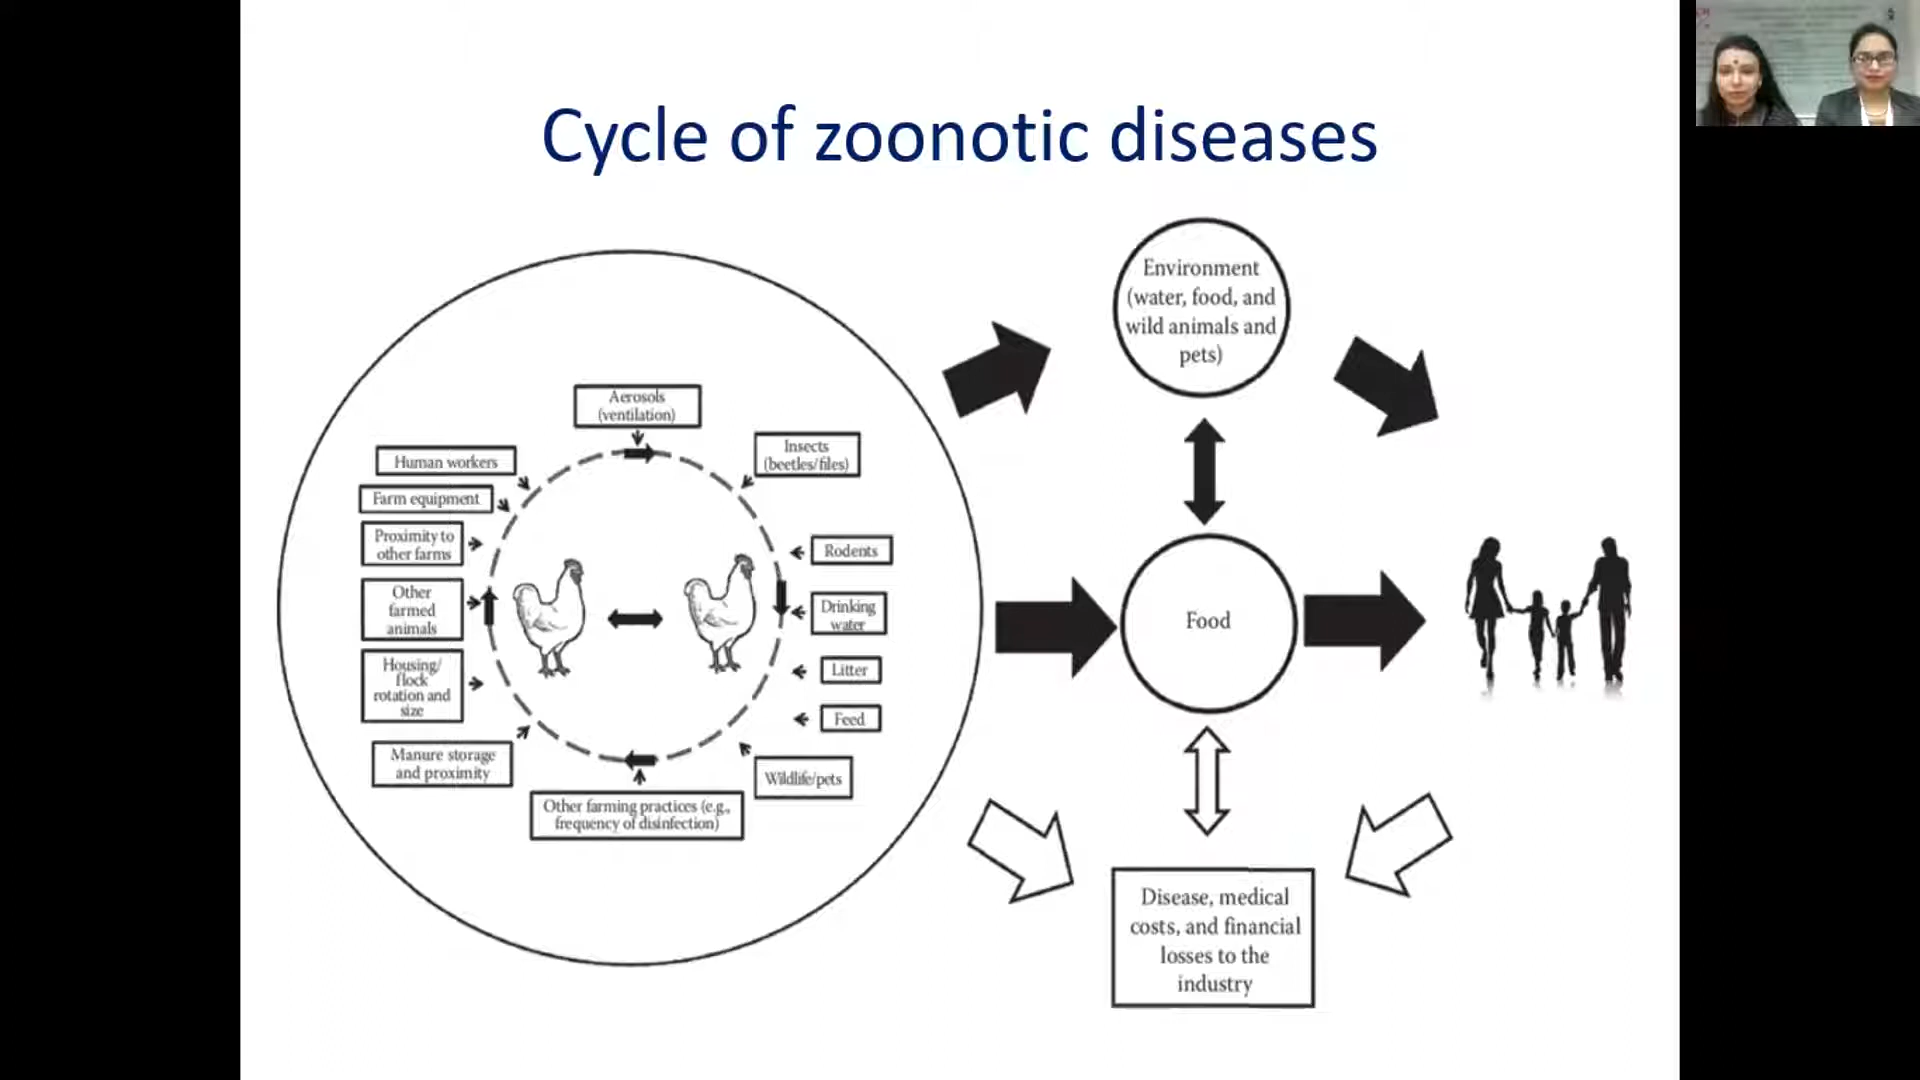 Cycle of zoonotic diseases
Environment
(water, food, and
wild animals and
pets)
Aerosols
(ventilation)
Human workers
Insects
(beetles/files)
Farm equipment
Proximity to
other farms
Rodents
Other
farmed
animals
Drinking
water
Food
Housing/
flock
rotation and
size
Litter
Feed
Manure storage
and proximity
Wildlife/pets
Other farming practices (e.g.,
frequency of disinfection)
Disease, medical
costs, and financial
losses to the
industry